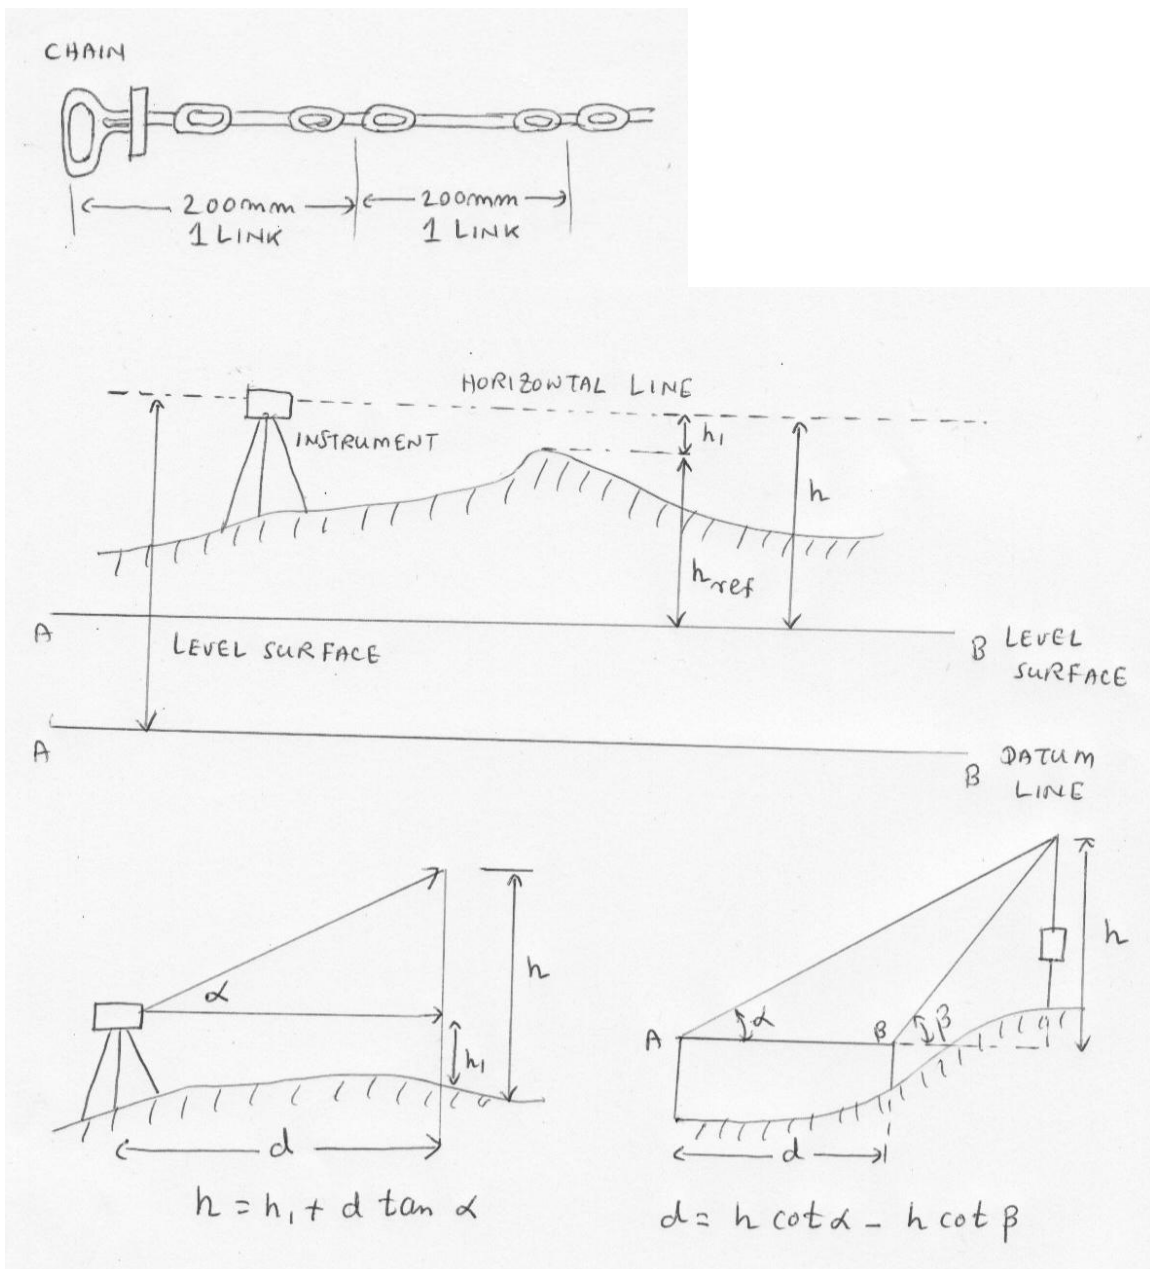 CHAIN
200mm
1 LINK
200mm
1 LINK
HORIZONTAL LINE
INSTRUMENT
h₁
h
h ref
A
LEVEL SURFACE
B LEVEL
SURFACE
A
B DATUM
LINE
α
h
h₁
d
h = h₁ + d tan α
A
α
B
β
h
d
d = h cot α - h cot β